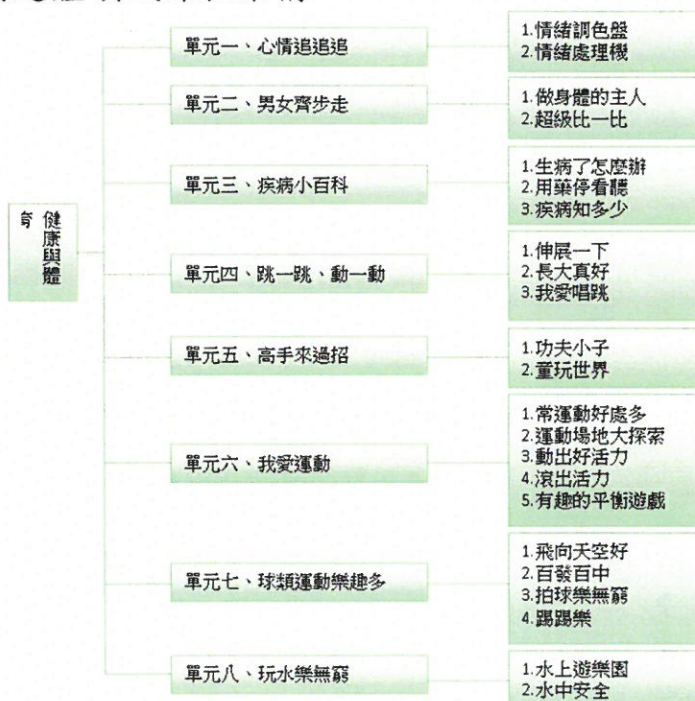 健康與體
育
單元一、心情追追追
1.情緒調色盤
2.情緒處理機
單元二、男女齊步走
1.做身體的主人
2.超級比一比
單元三、疾病小百科
1.生病了怎麼辦
2.用藥停看聽
3.疾病知多少
單元四、跳一跳、動一動
1.伸展一下
2.長大真好
3.我愛唱跳
單元五、高手來過招
1.功夫小子
2.童玩世界
單元六、我愛運動
1.常運動好處多
2.運動場地大探索
3.動出好活力
4.滾出活力
5.有趣的平衡遊戲
單元七、球類運動樂趣多
1.飛向天空好
2.百發百中
3.拍球樂無窮
4.踢踢樂
單元八、玩水樂無窮
1.水上遊樂園
2.水中安全